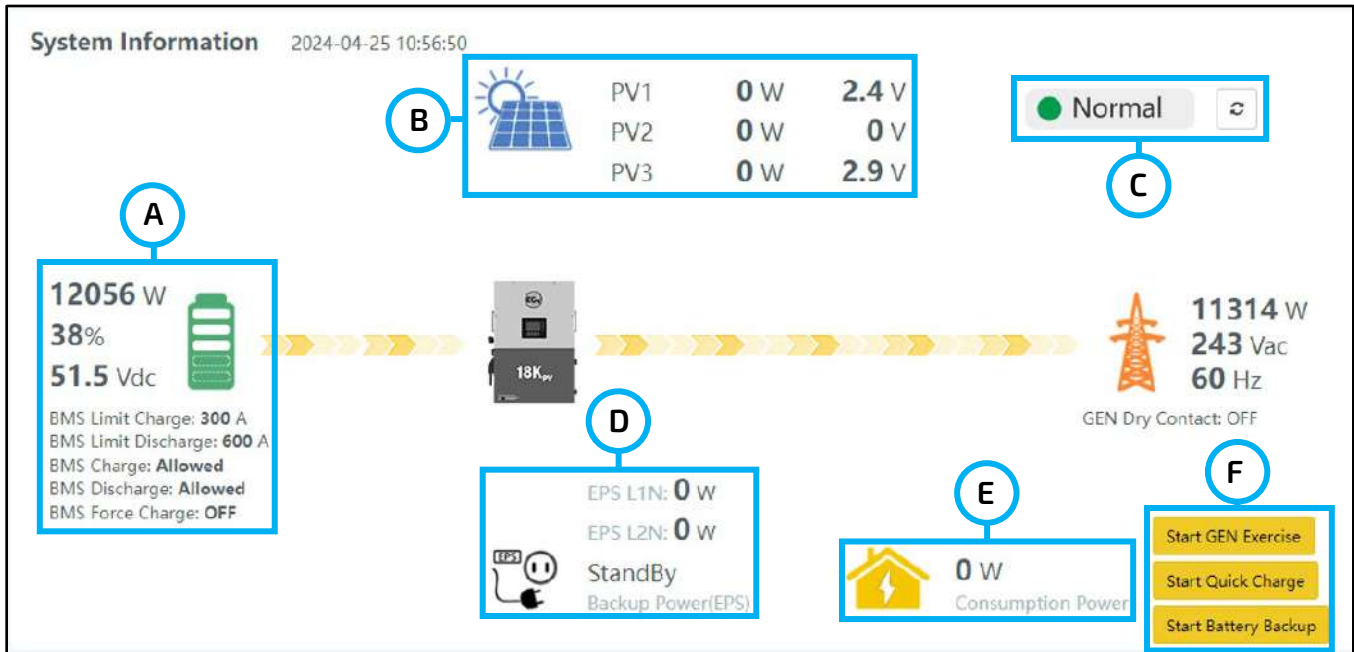 System Information 2024-04-25 10:56:50
B
PV1 0 W 2.4 V
PV2 0 W 0 V
PV3 0 W 2.9 V
Normal
C
A
12056 W
38%
51.5 Vdc
BMS Limit Charge: 300 A
BMS Limit Discharge: 600 A
BMS Charge: Allowed
BMS Discharge: Allowed
BMS Force Charge: OFF
EG4
18Kpv
11314 W
243 Vac
60 Hz
GEN Dry Contact: OFF
D
EPS L1N: 0 W
EPS L2N: 0 W
EPS
StandBy
Backup Power(EPS)
E
0 W
Consumption Power
F
Start GEN Exercise
Start Quick Charge
Start Battery Backup